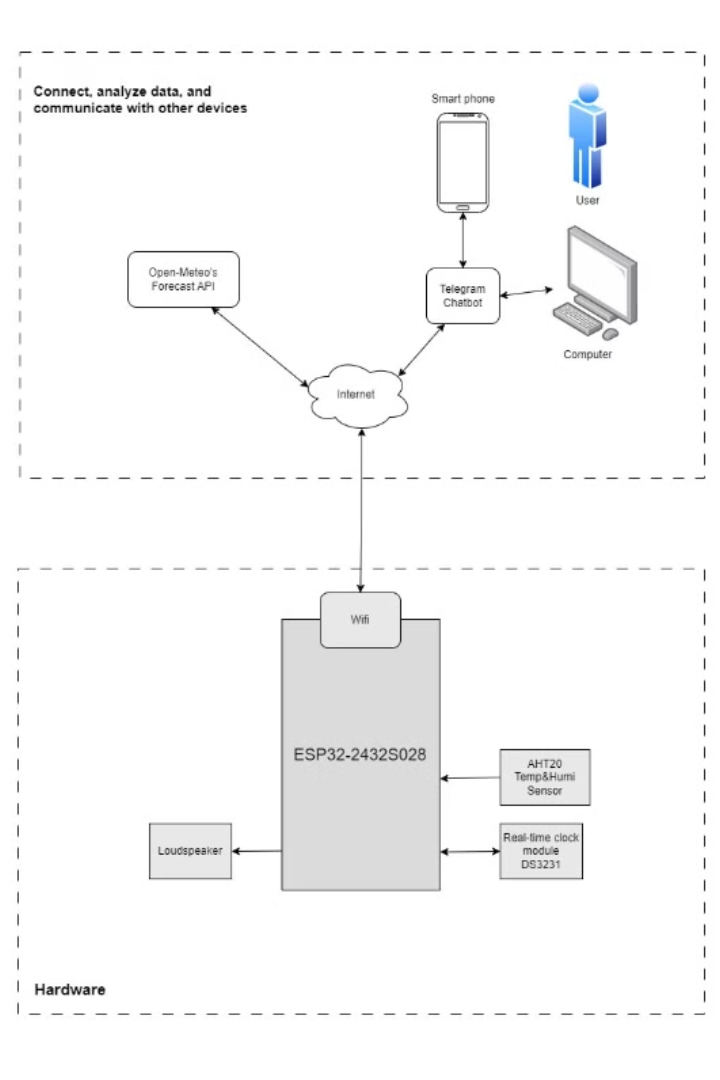 Connect, analyze data, and
communicate with other devices
Smart phone
User
Open-Meteo's
Forecast API
Telegram
Chatbot
Computer
Internet
Wifi
ESP32-2432S028
AHT20
Temp&Humi
Sensor
Loudspeaker
Real-time clock
module
DS3231
Hardware